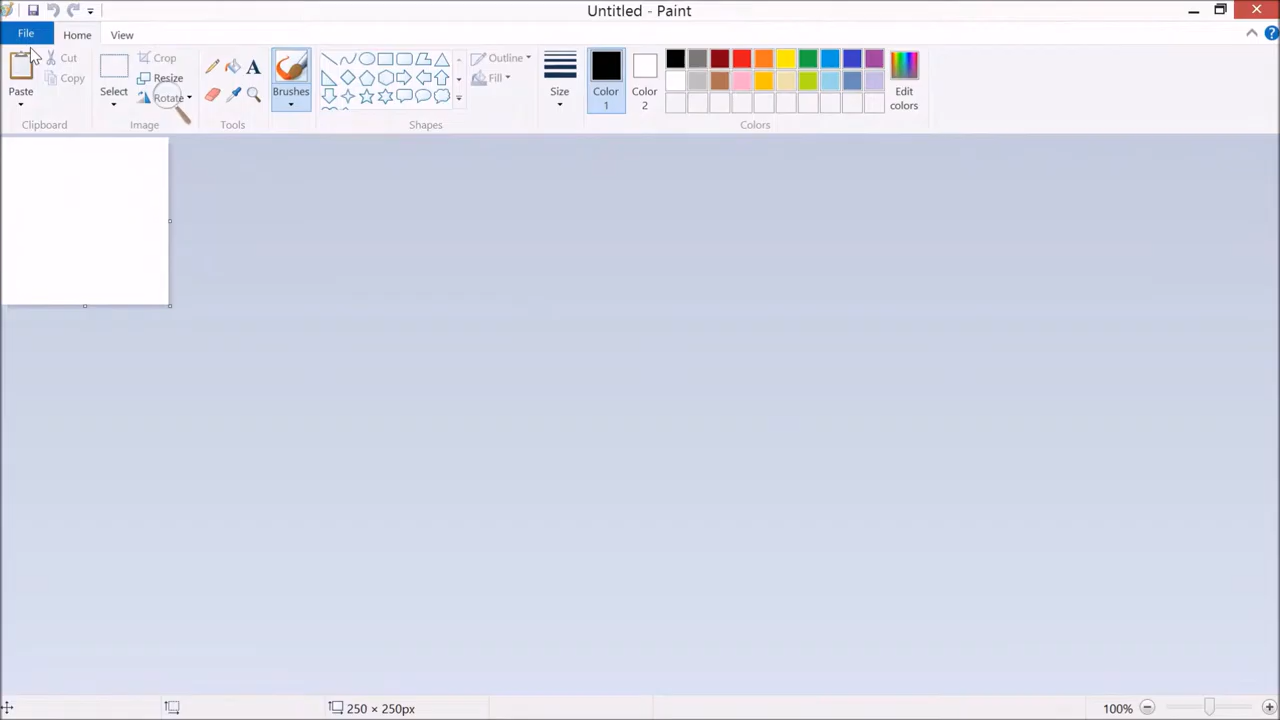 Untitled - Paint
File Home View
Paste
Cut
Copy
Clipboard
Select
Crop
Resize
Rotate
Image
A
Tools
Brushes
Outline
Fill
Shapes
Size
Color 1
Color 2
Edit colors
Colors
250 × 250px
100%